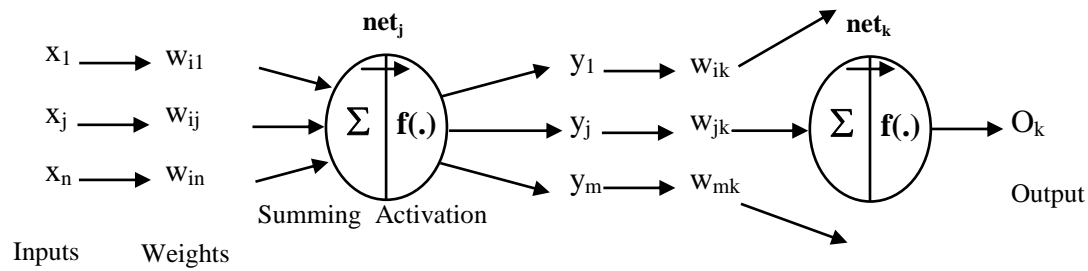 net_j net_k
x_1 w_i1 y_1 w_ik
x_j w_ij Σ f(.) y_j w_jk Σ f(.) O_k
x_n w_in y_m w_mk
Output
Summing Activation
Inputs Weights